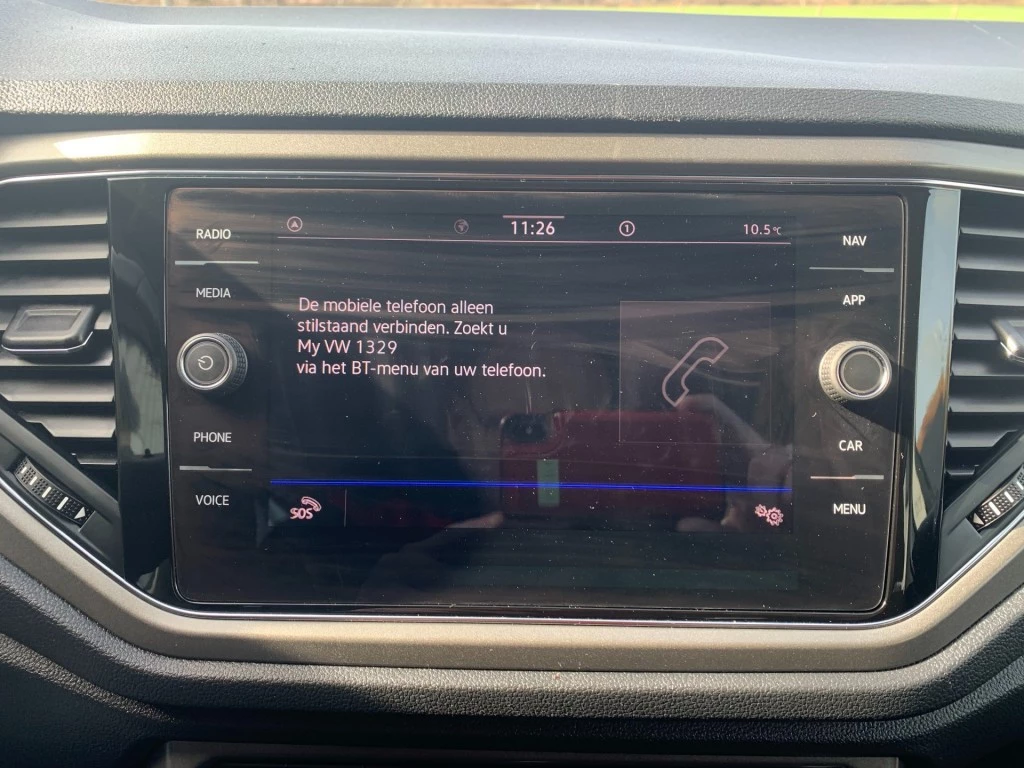 11:26
1
10.5°C
RADIO
MEDIA
PHONE
VOICE
De mobiele telefoon alleen
stilstaand verbinden. Zoekt u
My VW 1329
via het BT-menu van uw telefoon.
SOS
NAV
APP
CAR
MENU